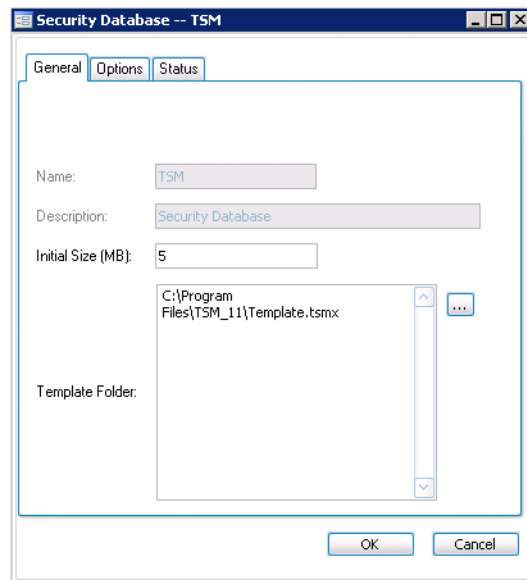 Security Database -- TSM
General Options Status
Name: TSM
Description: Security Database
Initial Size (MB): 5
C:\Program
Files\TSM_11\Template.tsmx
...
Template Folder:
OK Cancel